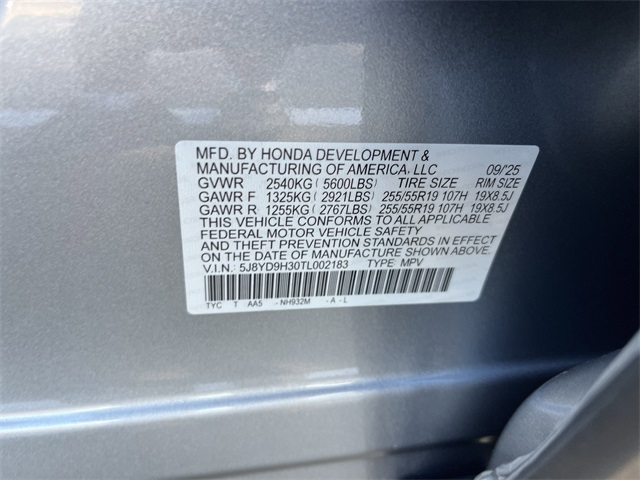 MFD. BY HONDA DEVELOPMENT &
MANUFACTURING OF AMERICA, LLC 09/'25
GVWR 2540KG ( 5600LBS) TIRE SIZE RIM SIZE
GAWR F 1325KG ( 2921LBS) 255/55R19 107H 19X8.5J
GAWR R 1255KG ( 2767LBS) 255/55R19 107H 19X8.5J
THIS VEHICLE CONFORMS TO ALL APPLICABLE
FEDERAL MOTOR VEHICLE SAFETY
AND THEFT PREVENTION STANDARDS IN EFFECT
ON THE DATE OF MANUFACTURE SHOWN ABOVE.
V.I.N.: 5J8YD9H30TL002183 TYPE: MPV
TYC T AA5 - NH932M - A - L